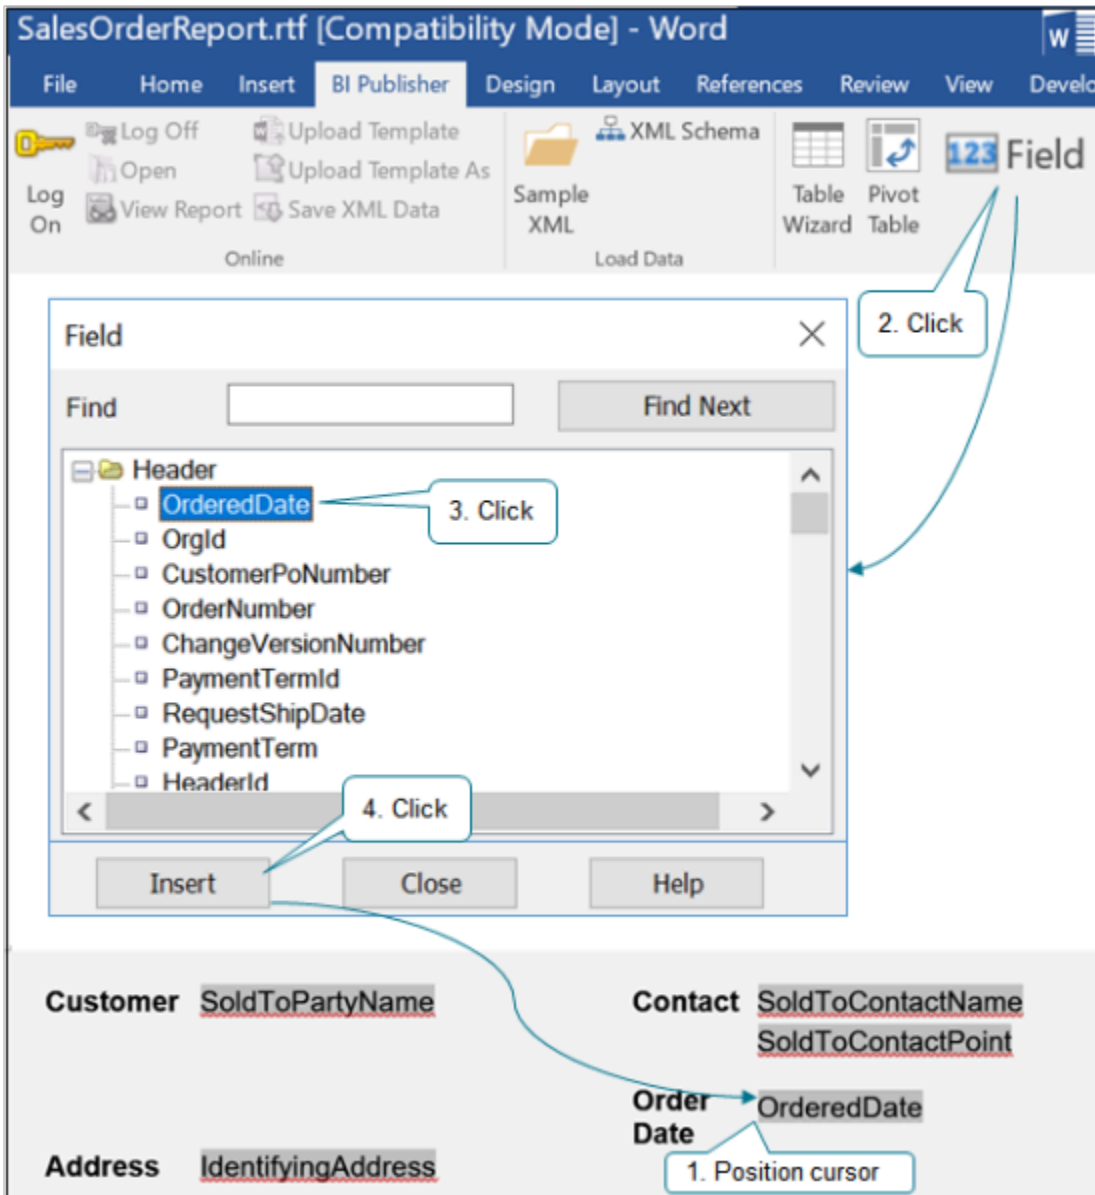 SalesOrderReport.rtf [Compatibility Mode] - Word
W
File Home Insert BI Publisher Design Layout References Review View Develo
Log On
Log Off
Open
View Report
Upload Template
Upload Template As
Save XML Data
Online
Sample XML
XML Schema
Load Data
Table Wizard
Pivot Table
123 Field
2. Click
Field
Find
Find Next
Header
OrderedDate
3. Click
OrgId
CustomerPoNumber
OrderNumber
ChangeVersionNumber
PaymentTermId
RequestShipDate
PaymentTerm
HeaderId
4. Click
Insert Close Help
Customer SoldToPartyName
Contact SoldToContactName
SoldToContactPoint
Order Date OrderedDate
1. Position cursor
Address IdentifyingAddress